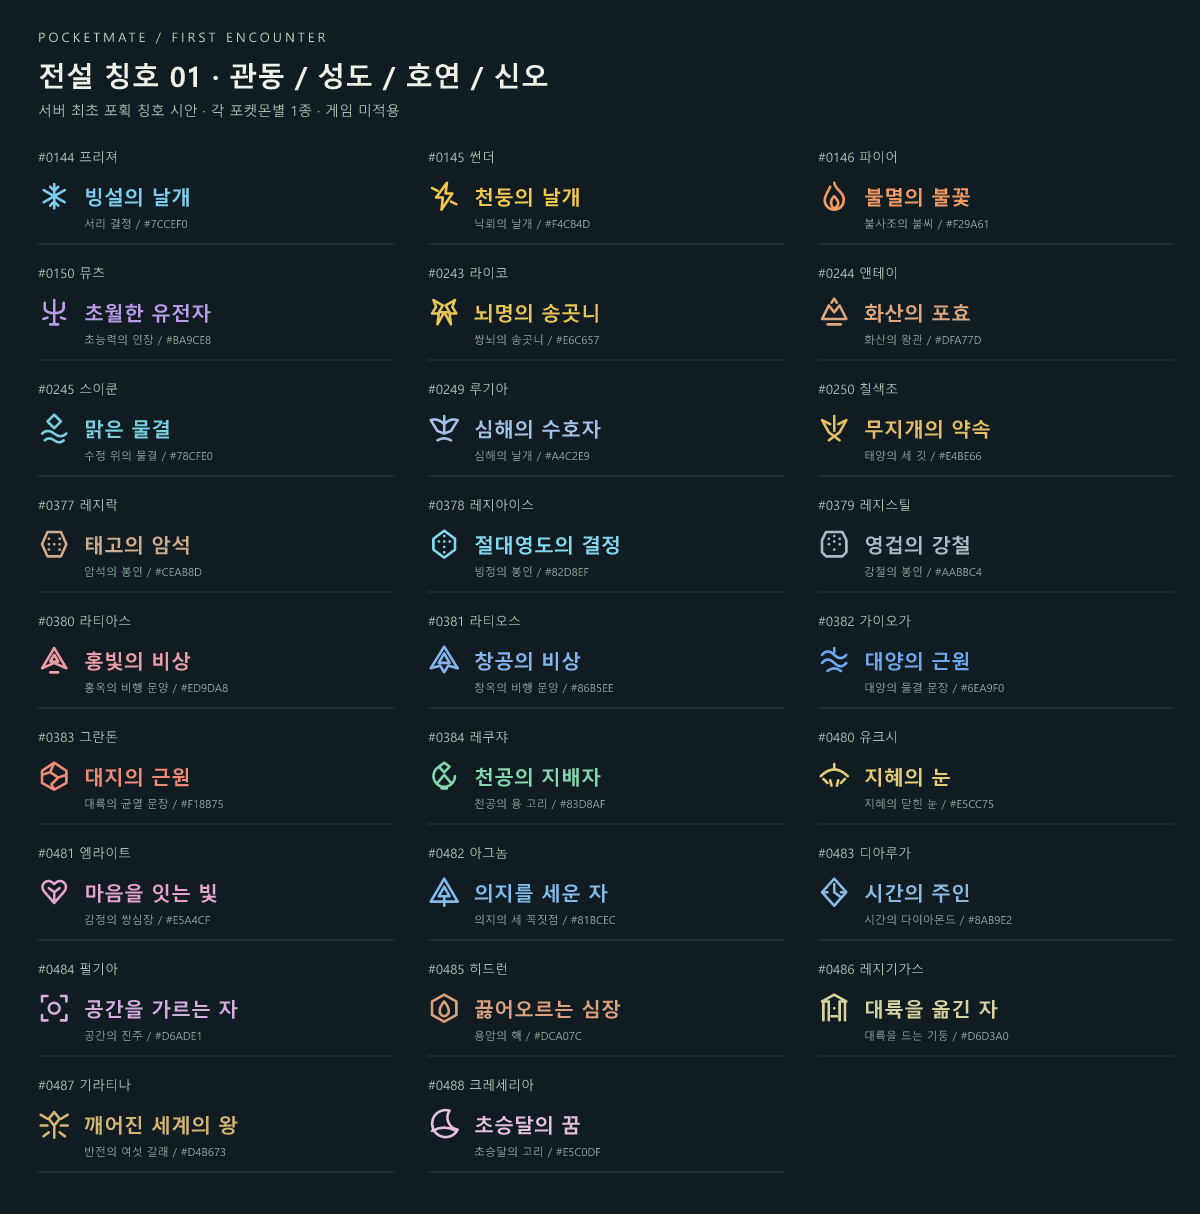 POCKETMATE / FIRST ENCOUNTER
전설 칭호 01 · 관동 / 성도 / 호연 / 신오
서버 최초 포획 칭호 시안 · 각 포켓몬별 1종 · 게임 미적용
#0144 프리져
빙설의 날개
서리 결정 / #7CCEF0
#0145 썬더
천둥의 날개
낙뢰의 날개 / #F4C84D
#0146 파이어
불멸의 불꽃
불사조의 불씨 / #F29A61
#0150 뮤츠
초월한 유전자
초능력의 인장 / #BA9CE8
#0243 라이코
뇌명의 송곳니
쌍뇌의 송곳니 / #E6C657
#0244 앤테이
화산의 포효
화산의 왕관 / #DFA77D
#0245 스이쿤
맑은 물결
수정 위의 물결 / #78CFE0
#0249 루기아
심해의 수호자
심해의 날개 / #A4C2E9
#0250 칠색조
무지개의 약속
태양의 세 깃 / #E4BE66
#0377 레지락
태고의 암석
암석의 봉인 / #CEAB8D
#0378 레지아이스
절대영도의 결정
빙정의 봉인 / #82D8EF
#0379 레지스틸
영겁의 강철
강철의 봉인 / #AABBC4
#0380 라티아스
홍빛의 비상
홍옥의 비행 문양 / #ED9DA8
#0381 라티오스
창공의 비상
창옥의 비행 문양 / #86B5EE
#0382 가이오가
대양의 근원
대양의 물결 문장 / #6EA9F0
#0383 그란돈
대지의 근원
대륙의 균열 문장 / #F18B75
#0384 레쿠쟈
천공의 지배자
천공의 용 고리 / #83D8AF
#0480 유크시
지혜의 눈
지혜의 닫힌 눈 / #E5CC75
#0481 엠라이트
마음을 잇는 빛
감정의 쌍심장 / #E5A4CF
#0482 아그놈
의지를 세운 자
의지의 세 꼭짓점 / #81BCEC
#0483 디아루가
시간의 주인
시간의 다이아몬드 / #8AB9E2
#0484 펄기아
공간을 가르는 자
공간의 진주 / #D6ADE1
#0485 히드런
끓어오르는 심장
용암의 핵 / #DCA07C
#0486 레지기가스
대륙을 옮긴 자
대륙을 드는 기둥 / #D6D3A0
#0487 기라티나
깨어진 세계의 왕
반전의 여섯 갈래 / #D4B673
#0488 크레세리아
초승달의 꿈
초승달의 고리 / #E5C0DF